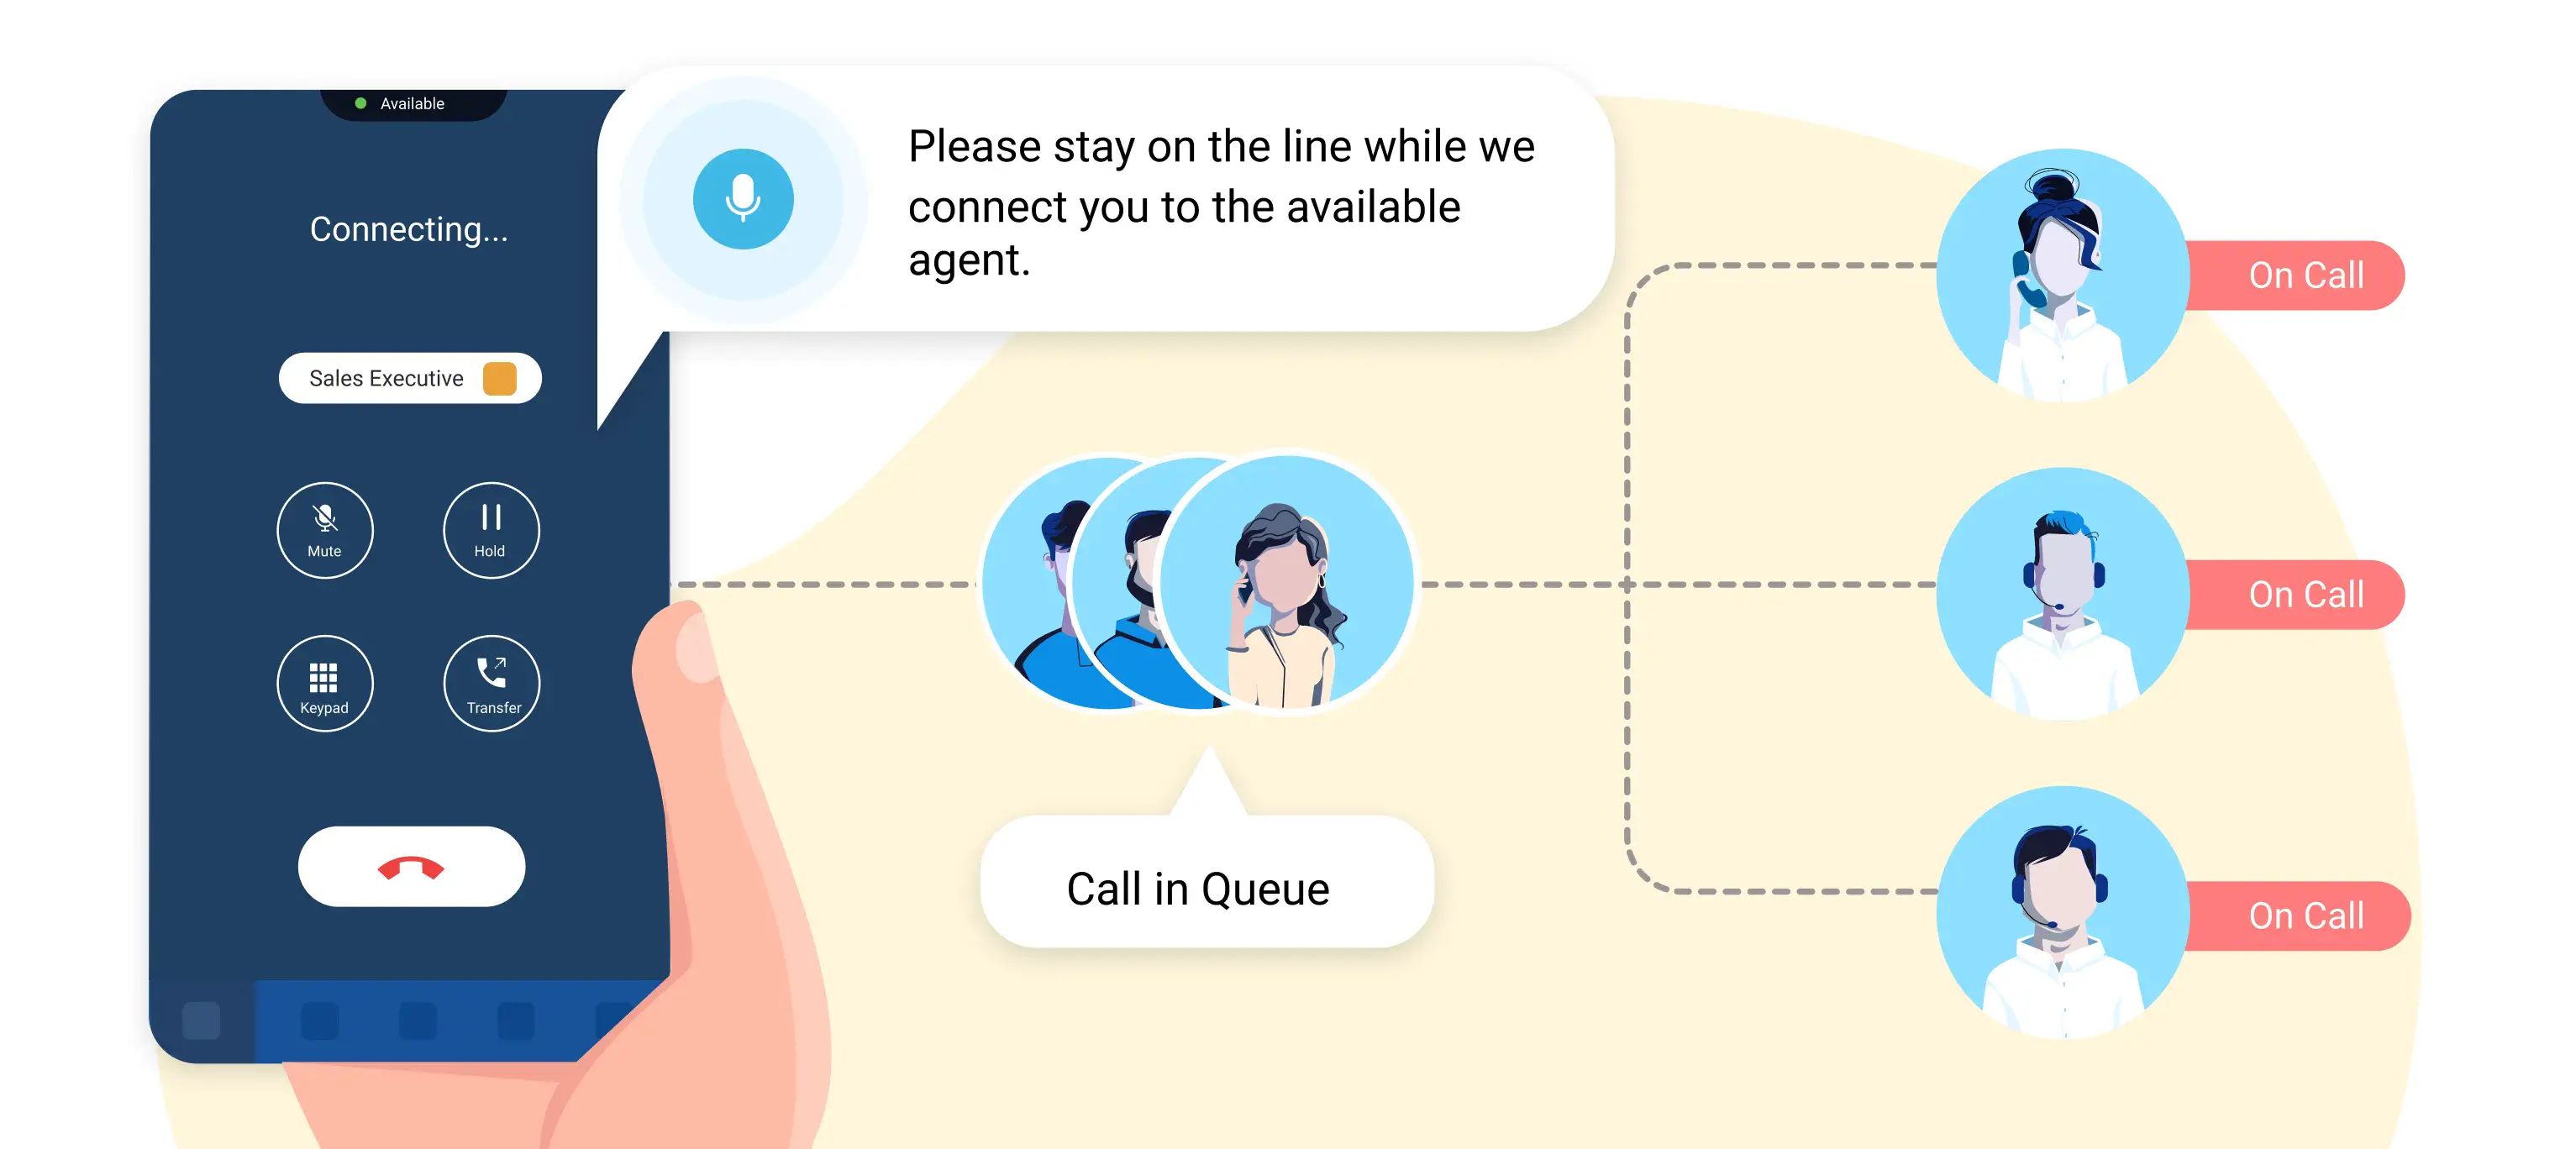 Available
Connecting...
Sales Executive
Mute
Hold
Keypad
Transfer
Please stay on the line while we
connect you to the available
agent.
Call in Queue
On Call
On Call
On Call